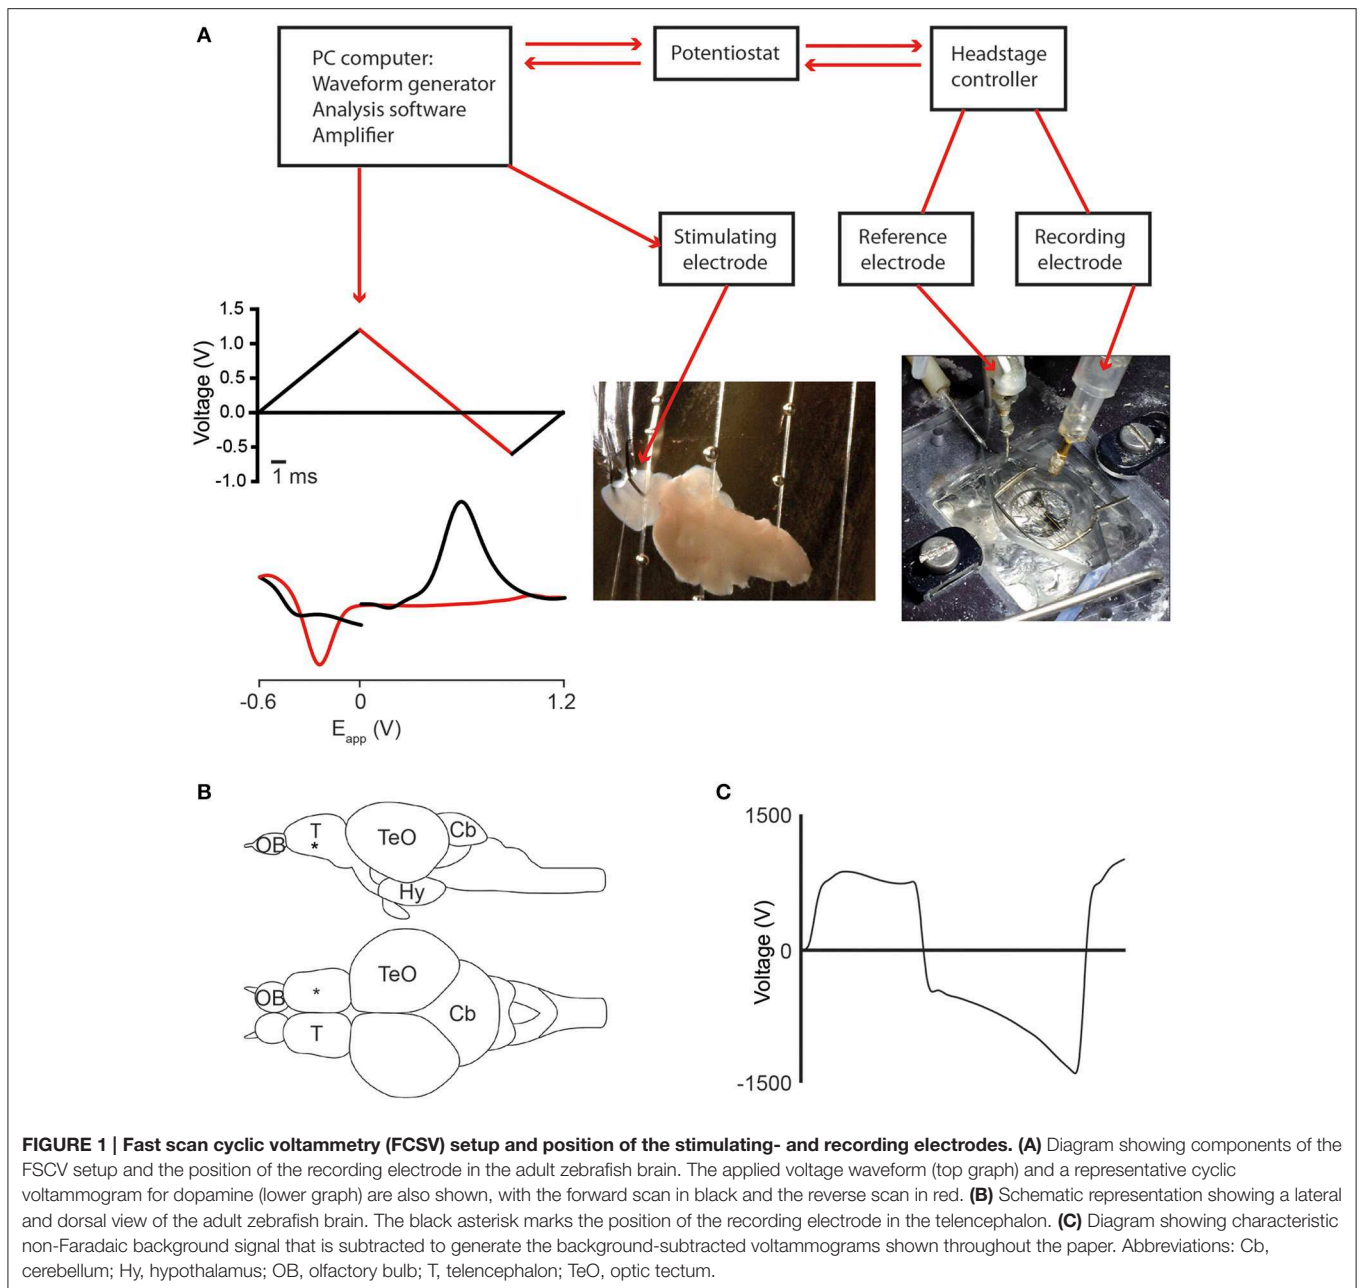 A
PC computer:
Waveform generator
Analysis software
Amplifier
Potentiostat
Headstage
controller
Stimulating
electrode
Reference
electrode
Recording
electrode
1.5
1.0
0.5
0.0
-0.5
-1.0
Voltage (V)
1 ms
-0.6
0
1.2
Eapp (V)
B
OB
T
*
TeO
Cb
Hy
OB
*
T
TeO
Cb
C
1500
0
-1500
Voltage (V)
FIGURE 1 | Fast scan cyclic voltammetry (FCSV) setup and position of the stimulating- and recording electrodes. (A) Diagram showing components of the
FSCV setup and the position of the recording electrode in the adult zebrafish brain. The applied voltage waveform (top graph) and a representative cyclic
voltammogram for dopamine (lower graph) are also shown, with the forward scan in black and the reverse scan in red. (B) Schematic representation showing a lateral
and dorsal view of the adult zebrafish brain. The black asterisk marks the position of the recording electrode in the telencephalon. (C) Diagram showing characteristic
non-Faradaic background signal that is subtracted to generate the background-subtracted voltammograms shown throughout the paper. Abbreviations: Cb,
cerebellum; Hy, hypothalamus; OB, olfactory bulb; T, telencephalon; TeO, optic tectum.